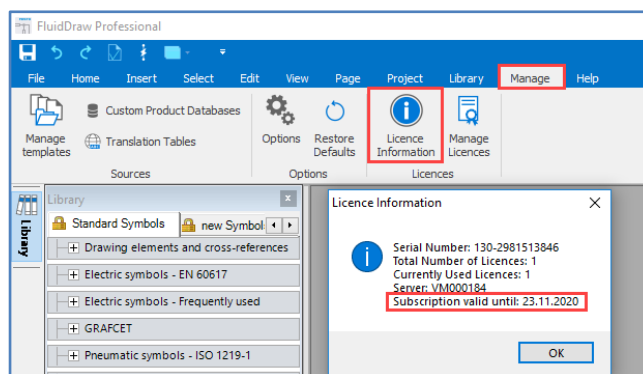 FluidDraw Professional
File Home Insert Select Edit View Page Project Library Manage Help
Manage templates
Custom Product Databases
Translation Tables
Sources
Options
Restore Defaults
Options
Licence Information
Manage Licences
Licences
Library
Library
Standard Symbols
new Symbol
Drawing elements and cross-references
Electric symbols - EN 60617
Electric symbols - Frequently used
GRAFCET
Pneumatic symbols - ISO 1219-1
Licence Information
Serial Number: 130-2981513846
Total Number of Licences: 1
Currently Used Licences: 1
Server: VM000184
Subscription valid until: 23.11.2020
OK